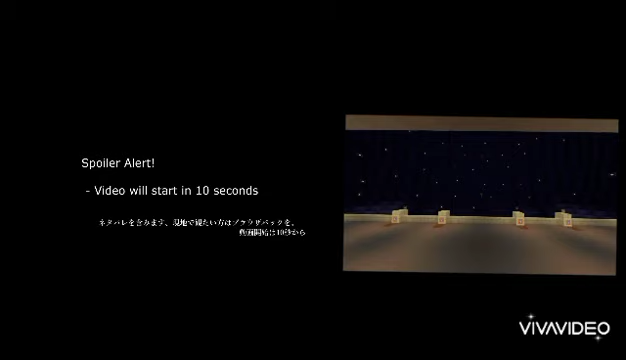 Spoiler Alert!
- Video will start in 10 seconds
ネタバレを含みます、現地で観たい方はブラウザバックを、
動画開始は10秒から
VIVAVIDEO